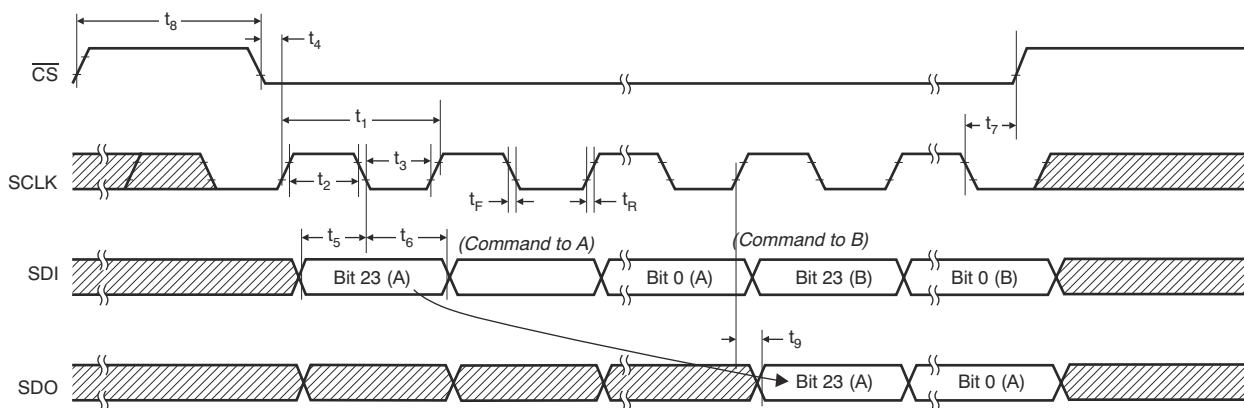 t8
t4
CS
t1
t7
t3
SCLK
t2
tF
tR
t5
t6
(Command to A)
(Command to B)
SDI
Bit 23 (A)
Bit 0 (A)
Bit 23 (B)
Bit 0 (B)
t9
SDO
Bit 23 (A)
Bit 0 (A)